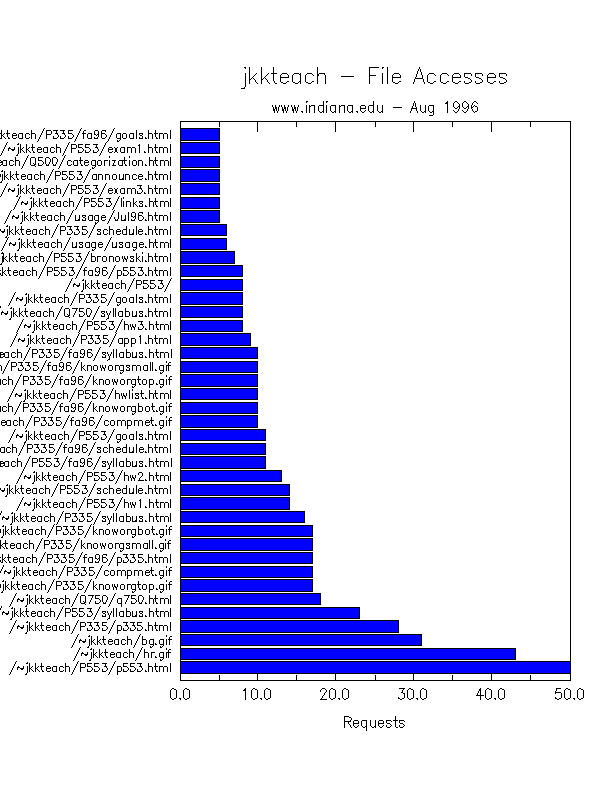 jkkteach – File Accesses
www.indiana.edu – Aug 1996
kteach/P335/fa96/goals.html
/~jkkteach/P553/exam1.html
each/Q500/categorization.html
jkkteach/P553/announce.html
/~jkkteach/P553/exam3.html
/~jkkteach/P553/links.html
/~jkkteach/usage/Jul96.html
~jkkteach/P335/schedule.html
/~jkkteach/usage/usage.html
jkkteach/P553/bronowski.html
kteach/P553/fa96/p553.html
/~jkkteach/P553/
/~jkkteach/P335/goals.html
/~jkkteach/Q750/syllabus.html
/~jkkteach/P553/hw3.html
/~jkkteach/P335/app1.html
each/P335/fa96/syllabus.html
h/P335/fa96/knoworgsmall.gif
ch/P335/fa96/knoworgtop.gif
/~jkkteach/P553/hwlist.html
ch/P335/fa96/knoworgbot.gif
each/P335/fa96/compmet.gif
/~jkkteach/P553/goals.html
ach/P335/fa96/schedule.html
each/P553/fa96/syllabus.html
/~jkkteach/P553/hw2.html
~jkkteach/P553/schedule.html
/~jkkteach/P553/hw1.html
/~jkkteach/P335/syllabus.html
jkkteach/P335/knoworgbot.gif
kteach/P335/knoworgsmall.gif
kteach/P335/fa96/p335.html
/~jkkteach/P335/compmet.gif
jkkteach/P335/knoworgtop.gif
/~jkkteach/Q750/q750.html
/~jkkteach/P553/syllabus.html
/~jkkteach/P335/p335.html
/~jkkteach/bg.gif
/~jkkteach/hr.gif
/~jkkteach/P553/p553.html
0.0 10.0 20.0 30.0 40.0 50.0
Requests